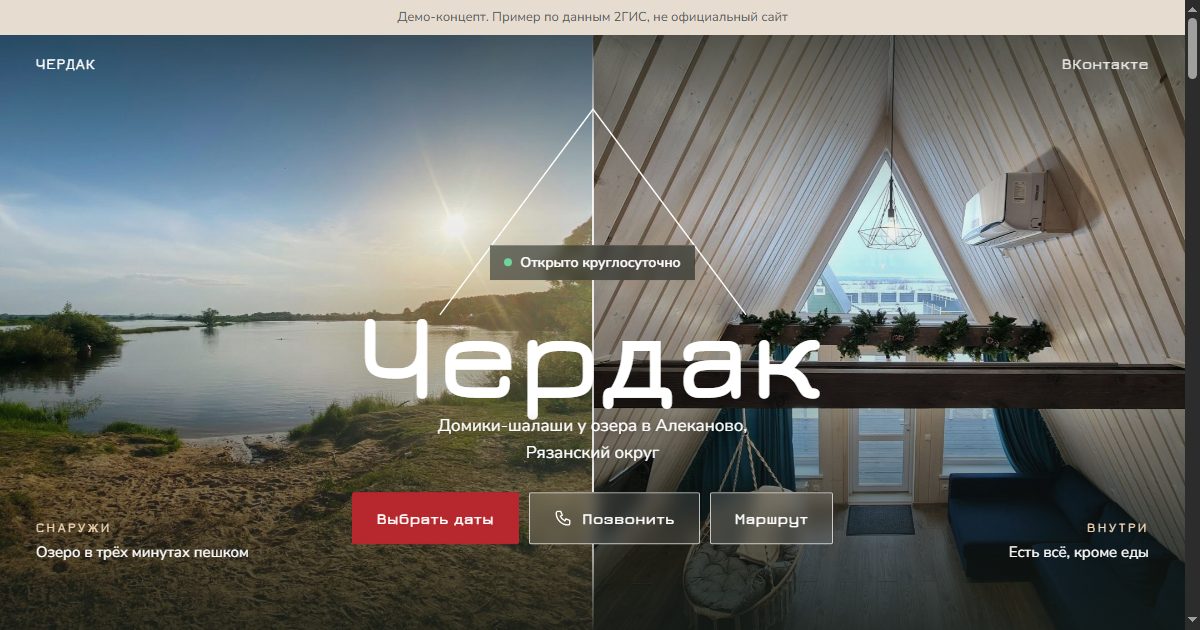 Демо-концепт. Пример по данным 2ГИС, не официальный сайт
ЧЕРДАК
ВКонтакте
Открыто круглосуточно
Чердак
Домики-шалаши у озера в Алеканово,
Рязанский округ
Выбрать даты
Позвонить
Маршрут
СНАРУЖИ
Озеро в трёх минутах пешком
ВНУТРИ
Есть всё, кроме еды